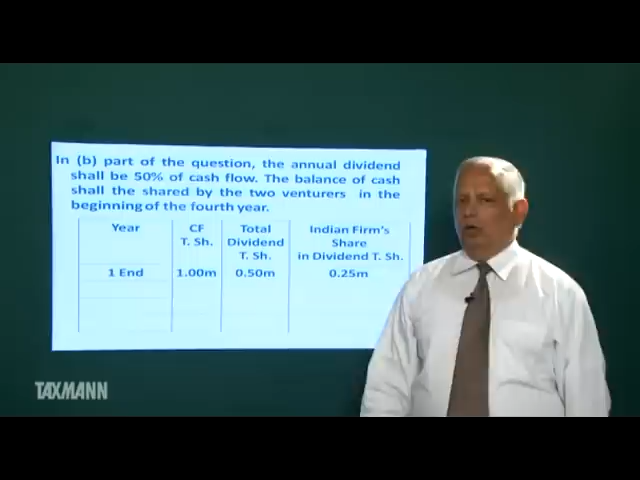 In (b) part of the question, the annual dividend
shall be 50% of cash flow. The balance of cash
shall the shared by the two venturers in the
beginning of the fourth year.
Year CF Total Indian Firm's
T. Sh. Dividend Share
T. Sh. in Dividend T. Sh.
1 End 1.00m 0.50m 0.25m
TAXMANN